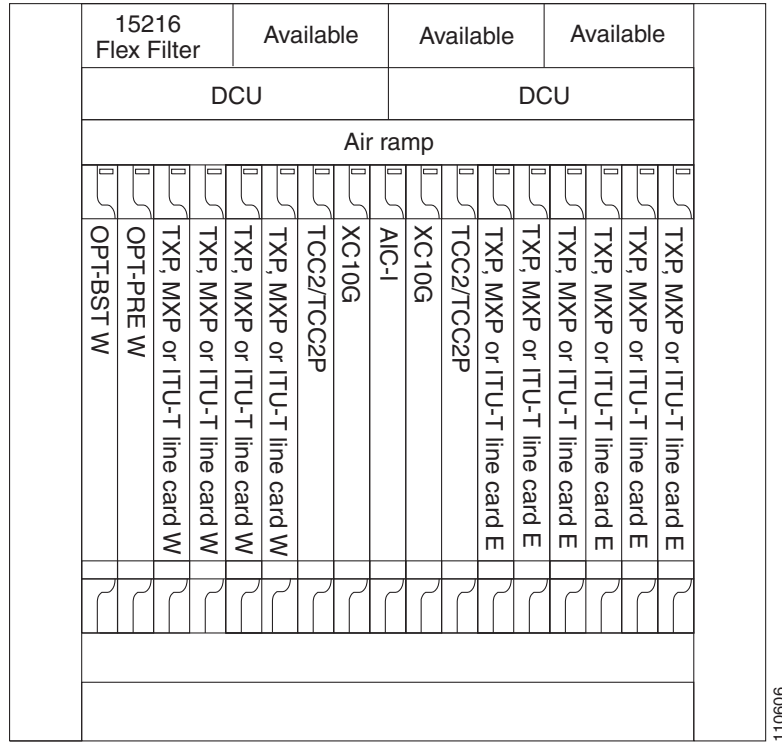 15216
Flex Filter
Available
Available
Available
DCU
DCU
Air ramp
OPT-BST W
OPT-PRE W
TXP, MXP or ITU-T line card W
TXP, MXP or ITU-T line card W
TXP, MXP or ITU-T line card W
TXP, MXP or ITU-T line card W
TCC2/TCC2P
XC10G
AIC-I
XC10G
TCC2/TCC2P
TXP, MXP or ITU-T line card E
TXP, MXP or ITU-T line card E
TXP, MXP or ITU-T line card E
TXP, MXP or ITU-T line card E
TXP, MXP or ITU-T line card E
TXP, MXP or ITU-T line card E
110606